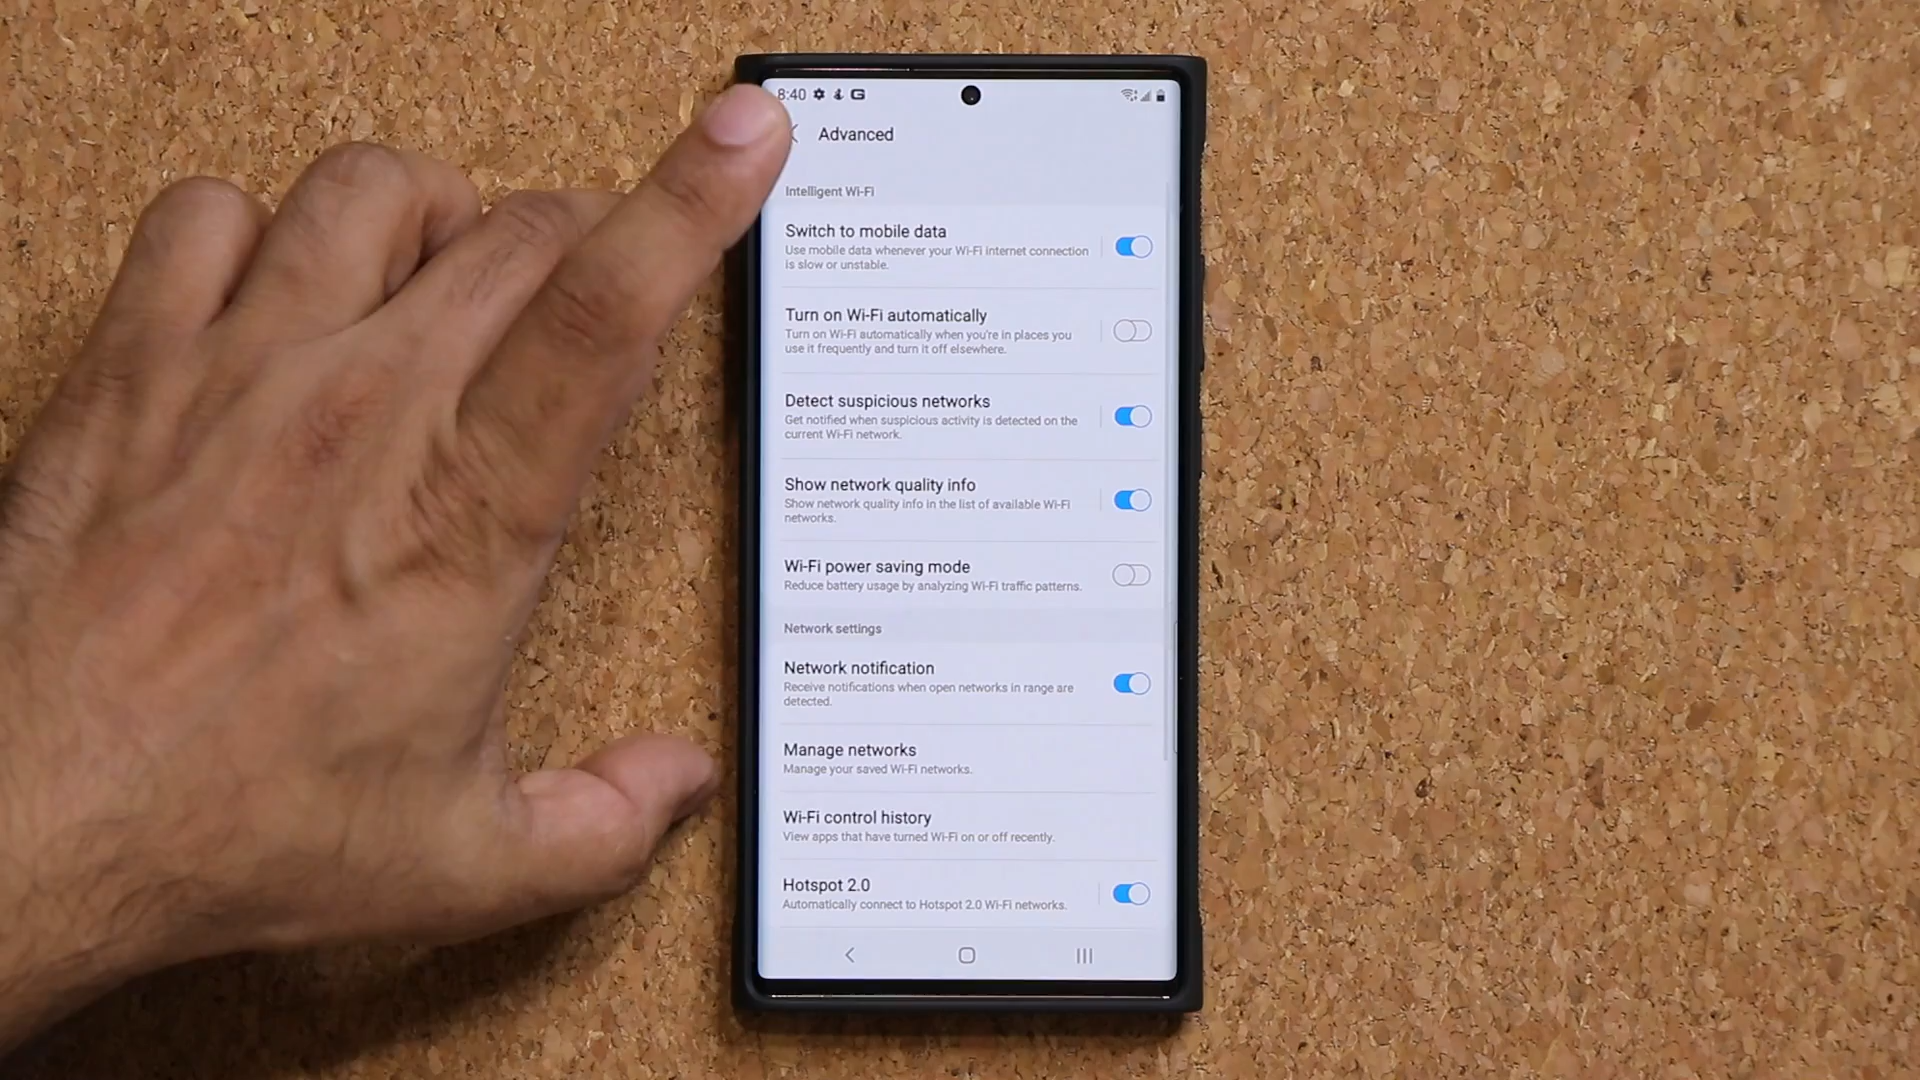 8:40
Advanced
Intelligent Wi-Fi
Switch to mobile data
Use mobile data whenever your Wi-Fi internet connection
is slow or unstable.
Turn on Wi-Fi automatically
Turn on Wi-Fi automatically when you're in places you
use it frequently and turn it off elsewhere.
Detect suspicious networks
Get notified when suspicious activity is detected on the
current Wi-Fi network.
Show network quality info
Show network quality info in the list of available Wi-Fi
networks.
Wi-Fi power saving mode
Reduce battery usage by analyzing Wi-Fi traffic patterns.
Network settings
Network notification
Receive notifications when open networks in range are
detected.
Manage networks
Manage your saved Wi-Fi networks.
Wi-Fi control history
View apps that have turned Wi-Fi on or off recently.
Hotspot 2.0
Automatically connect to Hotspot 2.0 Wi-Fi networks.